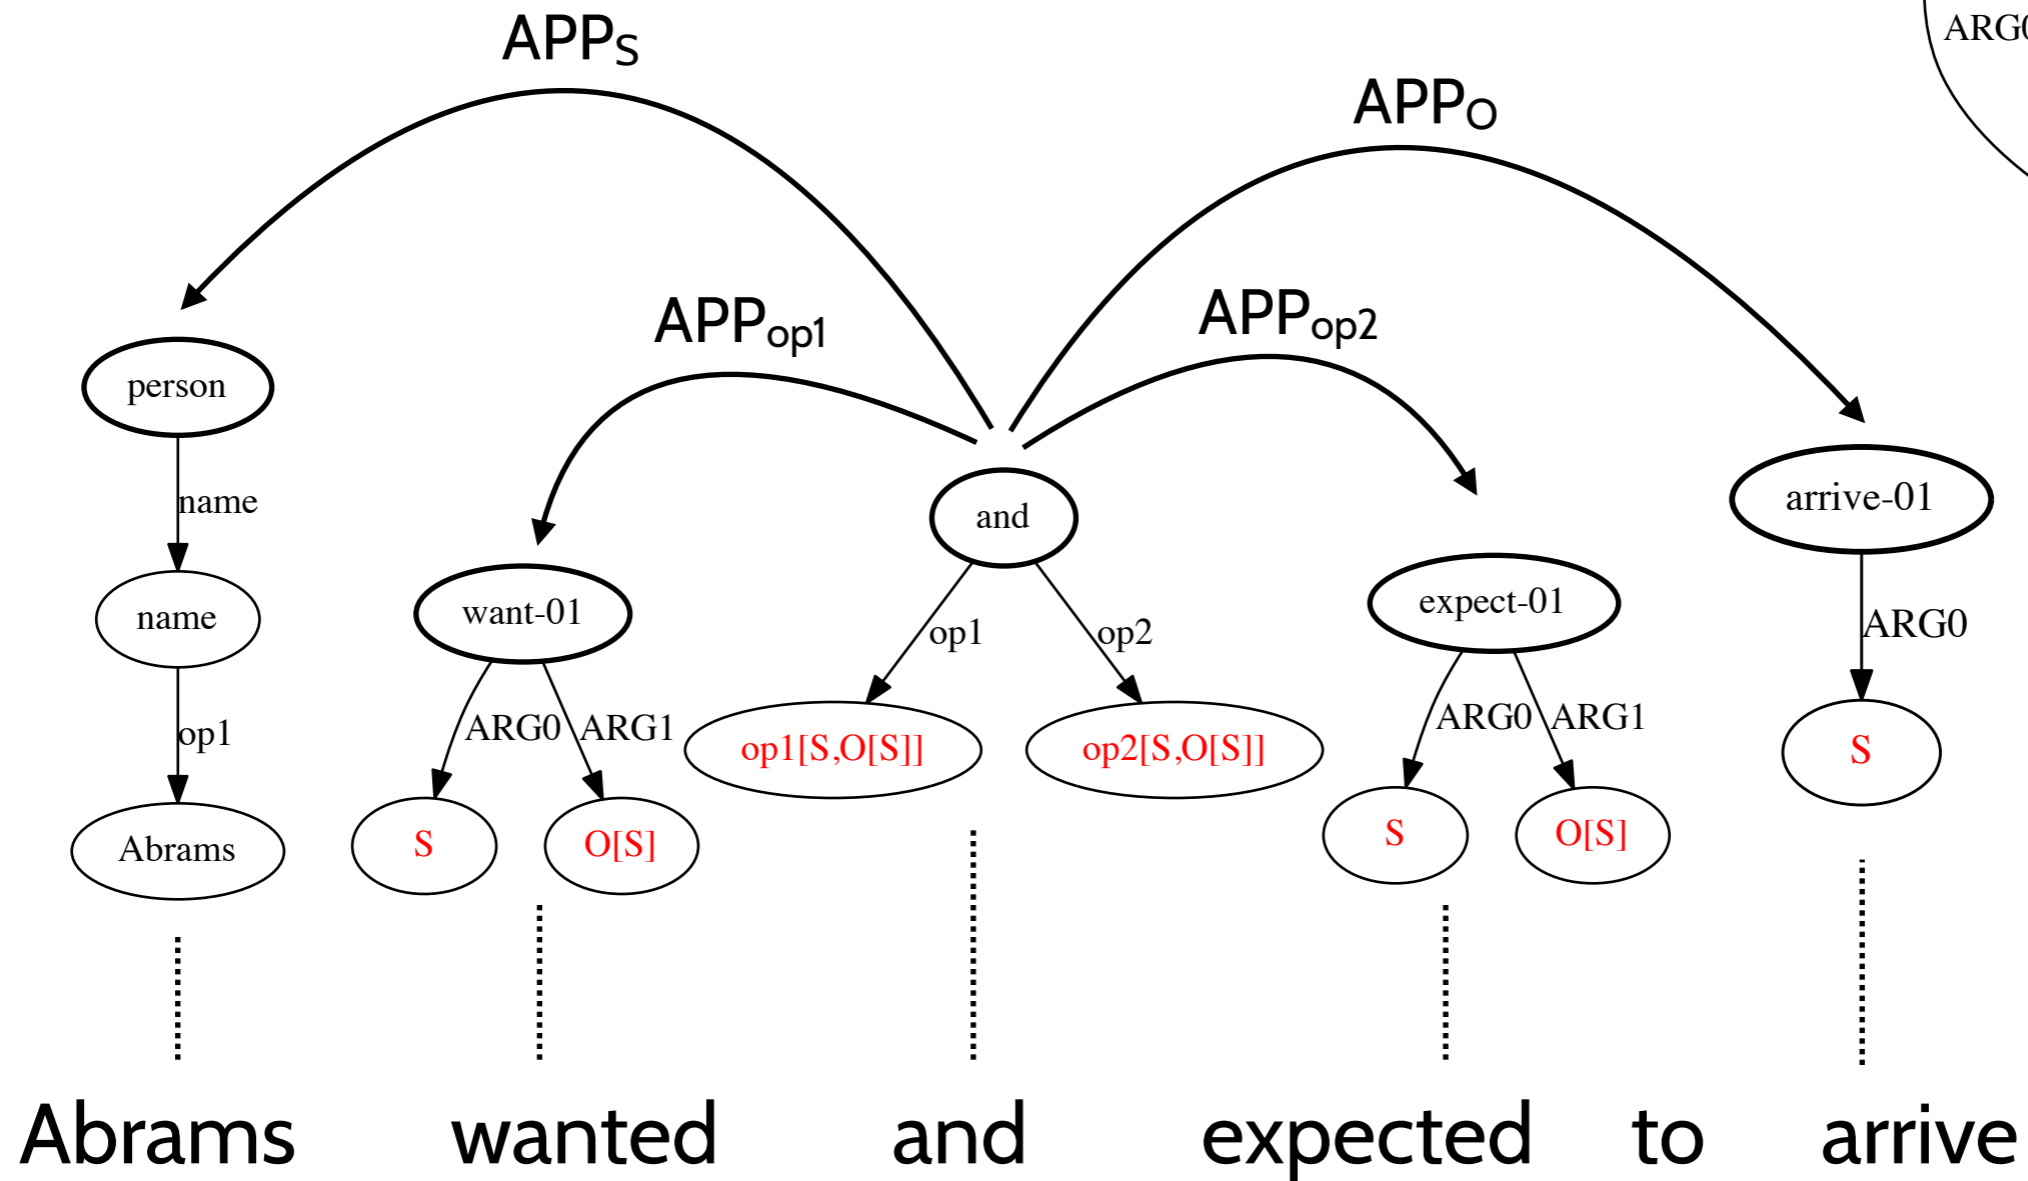 APPS
ARG0
APPO
APPop1
APPop2
person
name
name
op1
Abrams
want-01
ARG0
ARG1
S
O[S]
and
op1
op2
op1[S,O[S]]
op2[S,O[S]]
expect-01
ARG0
ARG1
S
O[S]
arrive-01
ARG0
S
Abrams wanted and expected to arrive